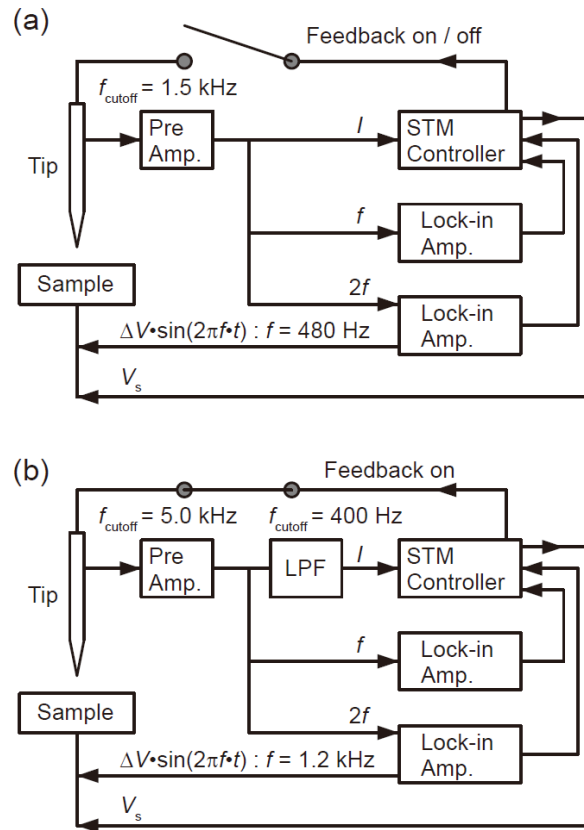 (a)
Feedback on / off
fcutoff = 1.5 kHz
Pre
Amp.
I
STM
Controller
Tip
f
Lock-in
Amp.
Sample
2f
Lock-in
Amp.
ΔV•sin(2πf•t) : f = 480 Hz
Vs
(b)
Feedback on
fcutoff = 5.0 kHz
fcutoff = 400 Hz
Pre
Amp.
LPF
I
STM
Controller
Tip
f
Lock-in
Amp.
Sample
2f
Lock-in
Amp.
ΔV•sin(2πf•t) : f = 1.2 kHz
Vs